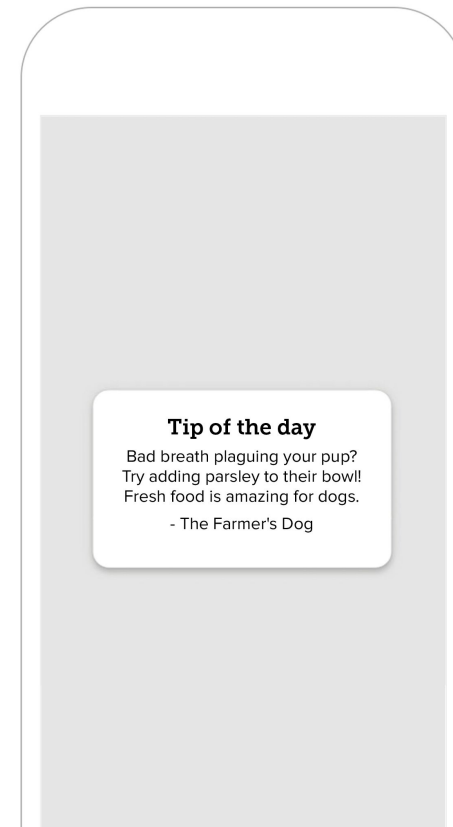 Tip of the day
Bad breath plaguing your pup?
Try adding parsley to their bowl!
Fresh food is amazing for dogs.
- The Farmer's Dog